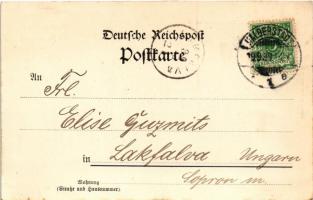 Deutsche Reichspost
Postkarte
An
Frl.
Elise Guzmits
in Lakfalva Ungarn
Sopron m.
Wohnung
(Straße und Hausnummer)